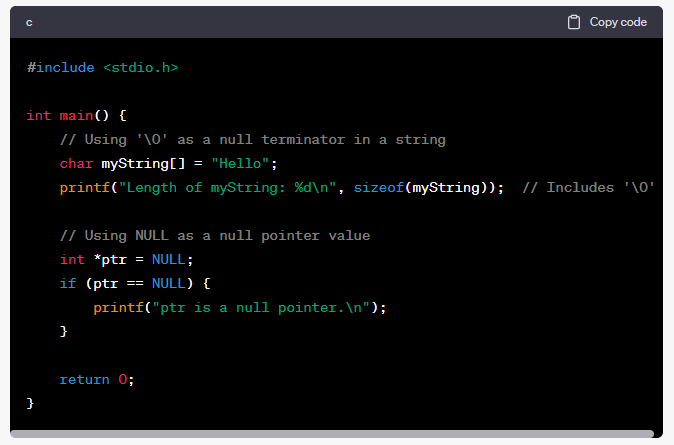 c
Copy code
#include <stdio.h>
int main() {
    // Using '\0' as a null terminator in a string
    char myString[] = "Hello";
    printf("Length of myString: %d\n", sizeof(myString));  // Includes '\0'
    // Using NULL as a null pointer value
    int *ptr = NULL;
    if (ptr == NULL) {
        printf("ptr is a null pointer.\n");
    }
    return 0;
}